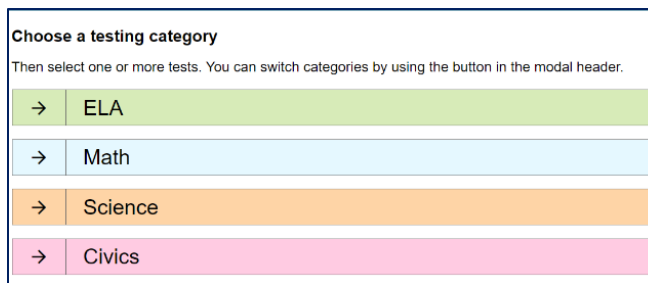 Choose a testing category
Then select one or more tests. You can switch categories by using the button in the modal header.
→ ELA
→ Math
→ Science
→ Civics